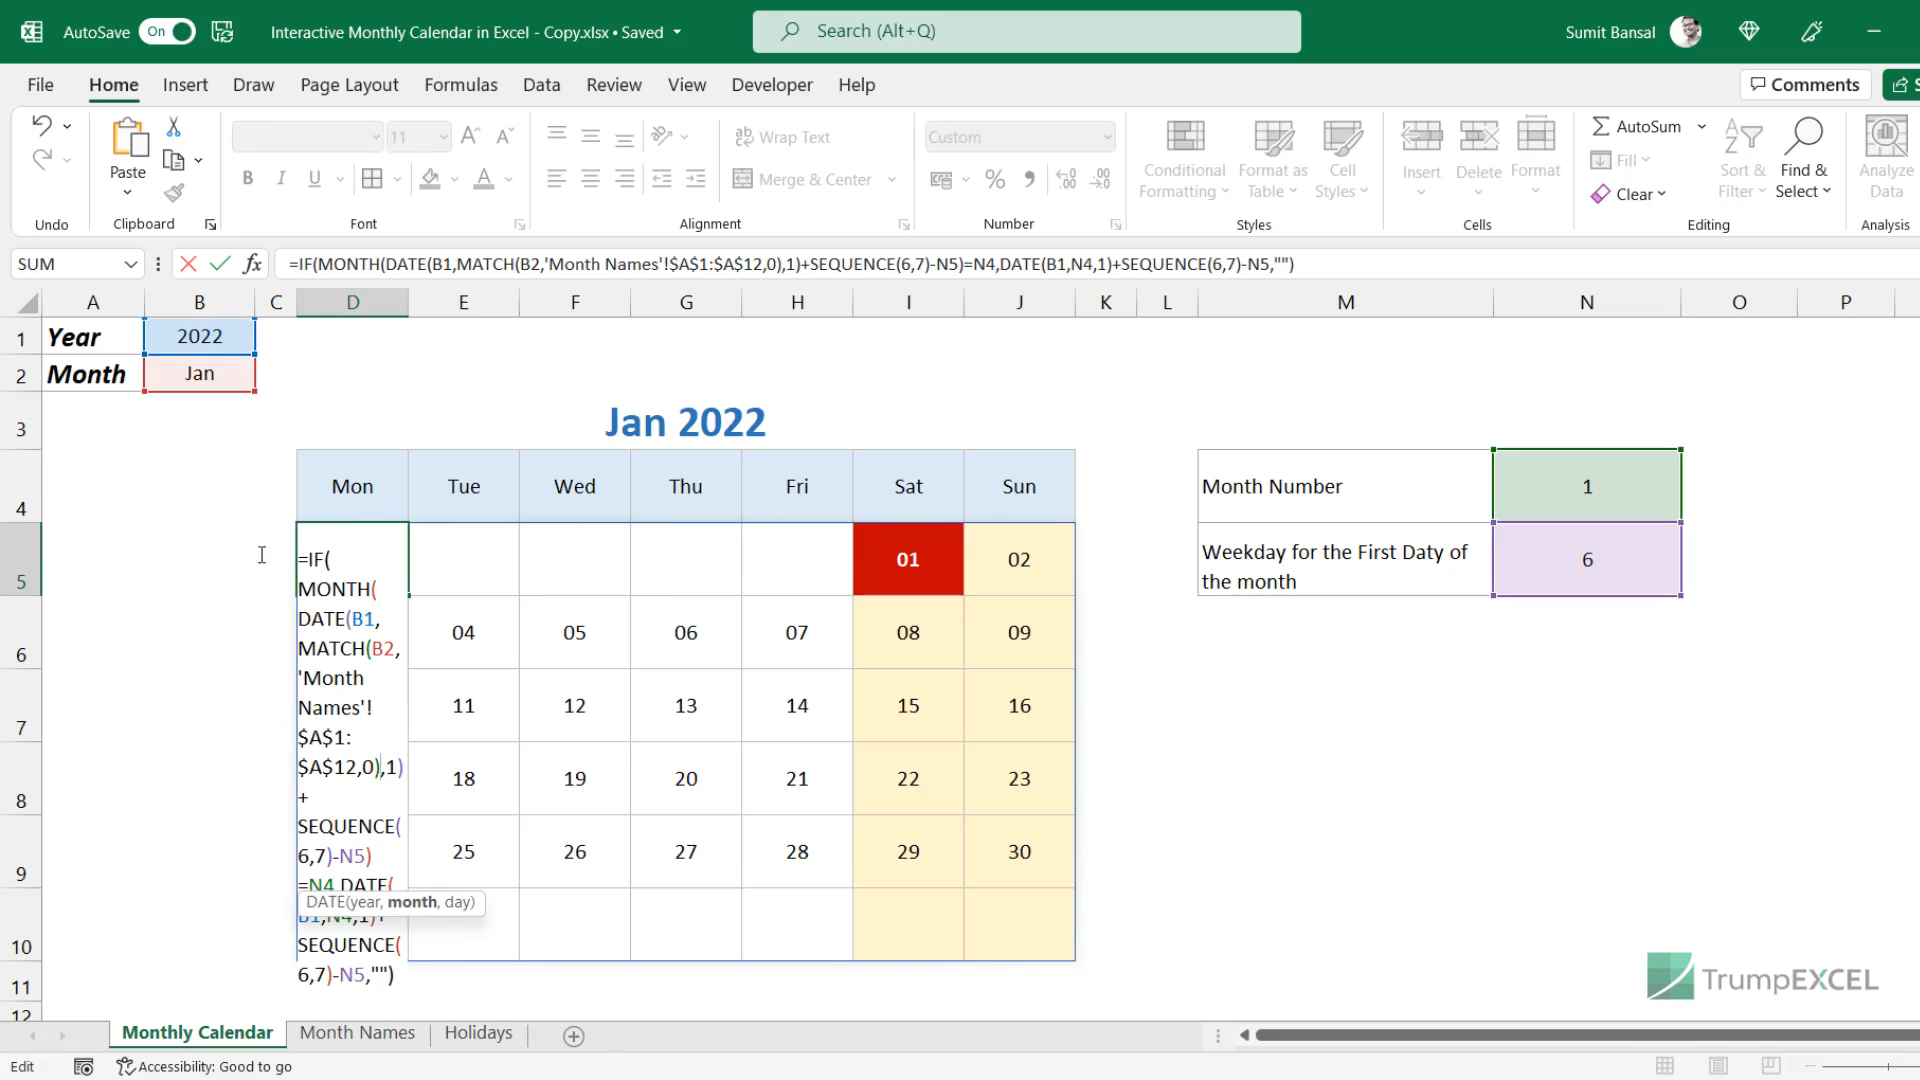 AutoSave On Interactive Monthly Calendar in Excel - Copy.xlsx • Saved Search (Alt+Q) Sumit Bansal
File Home Insert Draw Page Layout Formulas Data Review View Developer Help Comments
Paste 11 Wrap Text Custom AutoSum
Conditional Formatting Format as Table Cell Styles Insert Delete Format Fill Sort & Filter Find & Select Analyze Data
B I U Merge & Center Clear
Undo Clipboard Font Alignment Number Styles Cells Editing Analysis
SUM fx =IF(MONTH(DATE(B1,MATCH(B2,'Month Names'!$A$1:$A$12,0),1)+SEQUENCE(6,7)-N5)=N4,DATE(B1,N4,1)+SEQUENCE(6,7)-N5,"")
A B C D E F G H I J K L M N O P
1 Year 2022
2 Month Jan
3 Jan 2022
4 Mon Tue Wed Thu Fri Sat Sun Month Number 1
5 01 02 Weekday for the First Daty of
the month 6
=IF(
MONTH(
DATE(B1,
MATCH(B2,
'Month
Names'!
$A$1:
$A$12,0),1)
+
SEQUENCE(
6,7)-N5)
=N4,DATE(
B1,N4,1)+
SEQUENCE(
6,7)-N5,"")
DATE(year, month, day)
6 04 05 06 07 08 09
7 11 12 13 14 15 16
8 18 19 20 21 22 23
9 25 26 27 28 29 30
10
11
12
TrumpEXCEL
Monthly Calendar Month Names Holidays
Edit Accessibility: Good to go